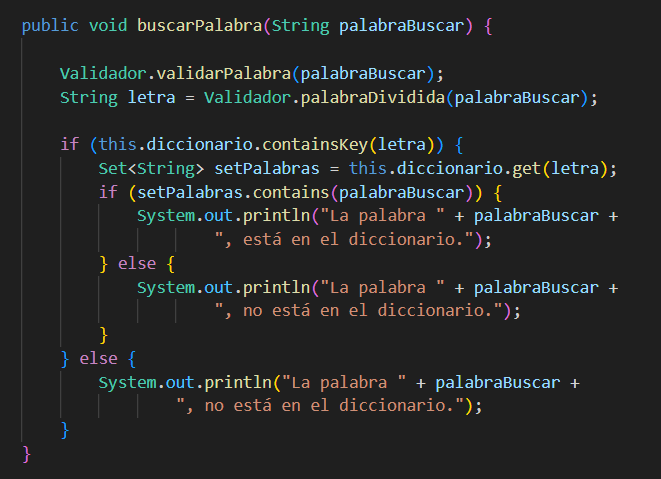 public void buscarPalabra(String palabraBuscar) {
Validador.validarPalabra(palabraBuscar);
String letra = Validador.palabraDividida(palabraBuscar);
if (this.diccionario.containsKey(letra)) {
Set<String> setPalabras = this.diccionario.get(letra);
if (setPalabras.contains(palabraBuscar)) {
System.out.println("La palabra " + palabraBuscar +
", está en el diccionario.");
} else {
System.out.println("La palabra " + palabraBuscar +
", no está en el diccionario.");
}
} else {
System.out.println("La palabra " + palabraBuscar +
", no está en el diccionario.");
}
}